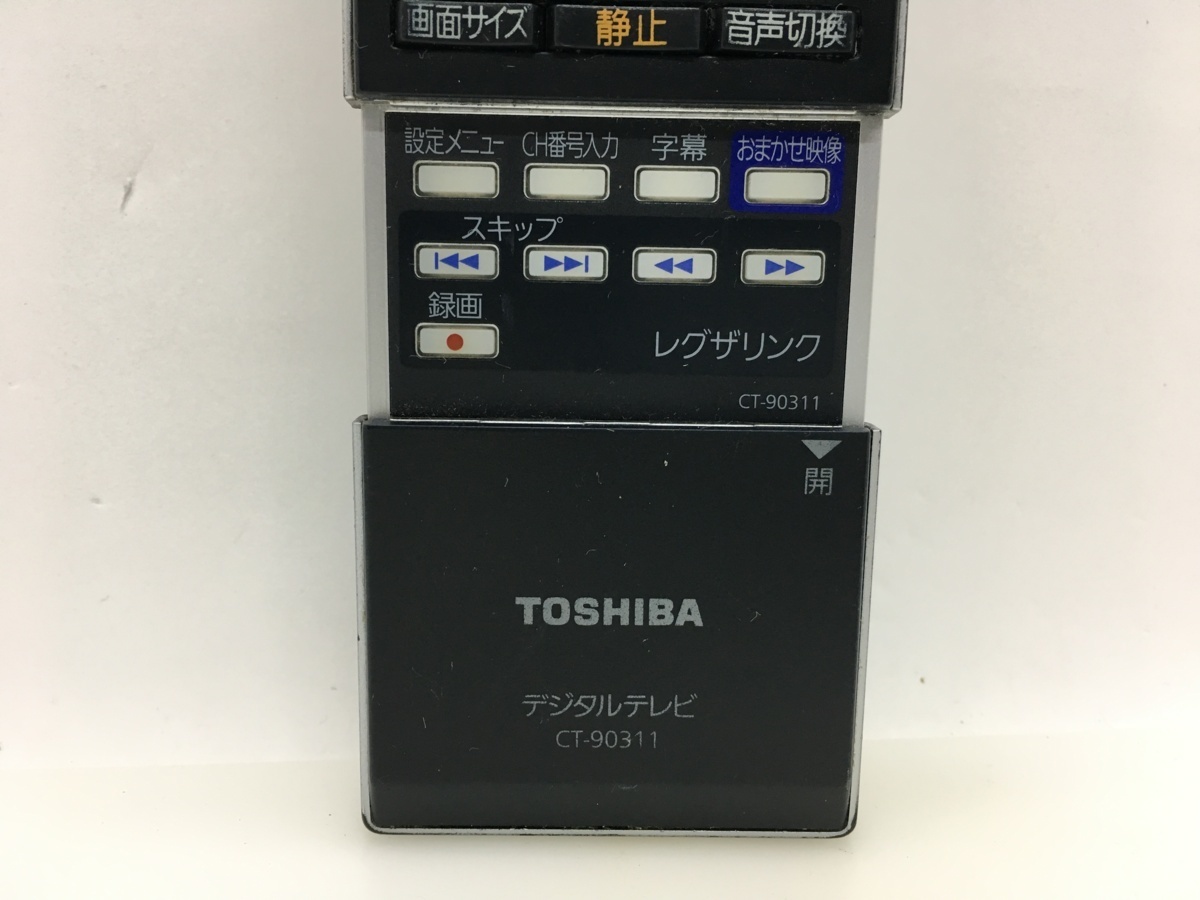 画面サイズ 静止 音声切換
設定メニュー CH番号入力 字幕 おまかせ映像
スキップ
録画
レグザリンク
CT-90311
開
TOSHIBA
デジタルテレビ
CT-90311